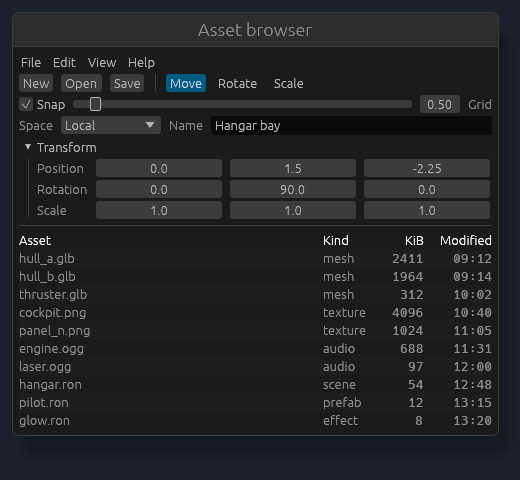 Asset browser
File Edit View Help
New Open Save Move Rotate Scale
Snap 0.50 Grid
Space Local Name Hangar bay
Transform
Position 0.0 1.5 -2.25
Rotation 0.0 90.0 0.0
Scale 1.0 1.0 1.0
Asset Kind KiB Modified
hull_a.glb mesh 2411 09:12
hull_b.glb mesh 1964 09:14
thruster.glb mesh 312 10:02
cockpit.png texture 4096 10:40
panel_n.png texture 1024 11:05
engine.ogg audio 688 11:31
laser.ogg audio 97 12:00
hangar.ron scene 54 12:48
pilot.ron prefab 12 13:15
glow.ron effect 8 13:20